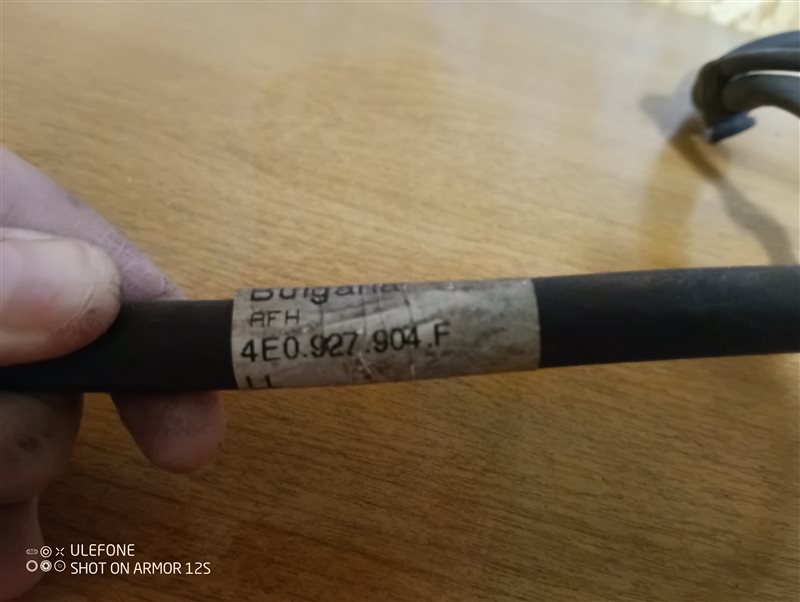 Bulgaria
AFH
4E0.927.904.F
ULEFONE
SHOT ON ARMOR 12S